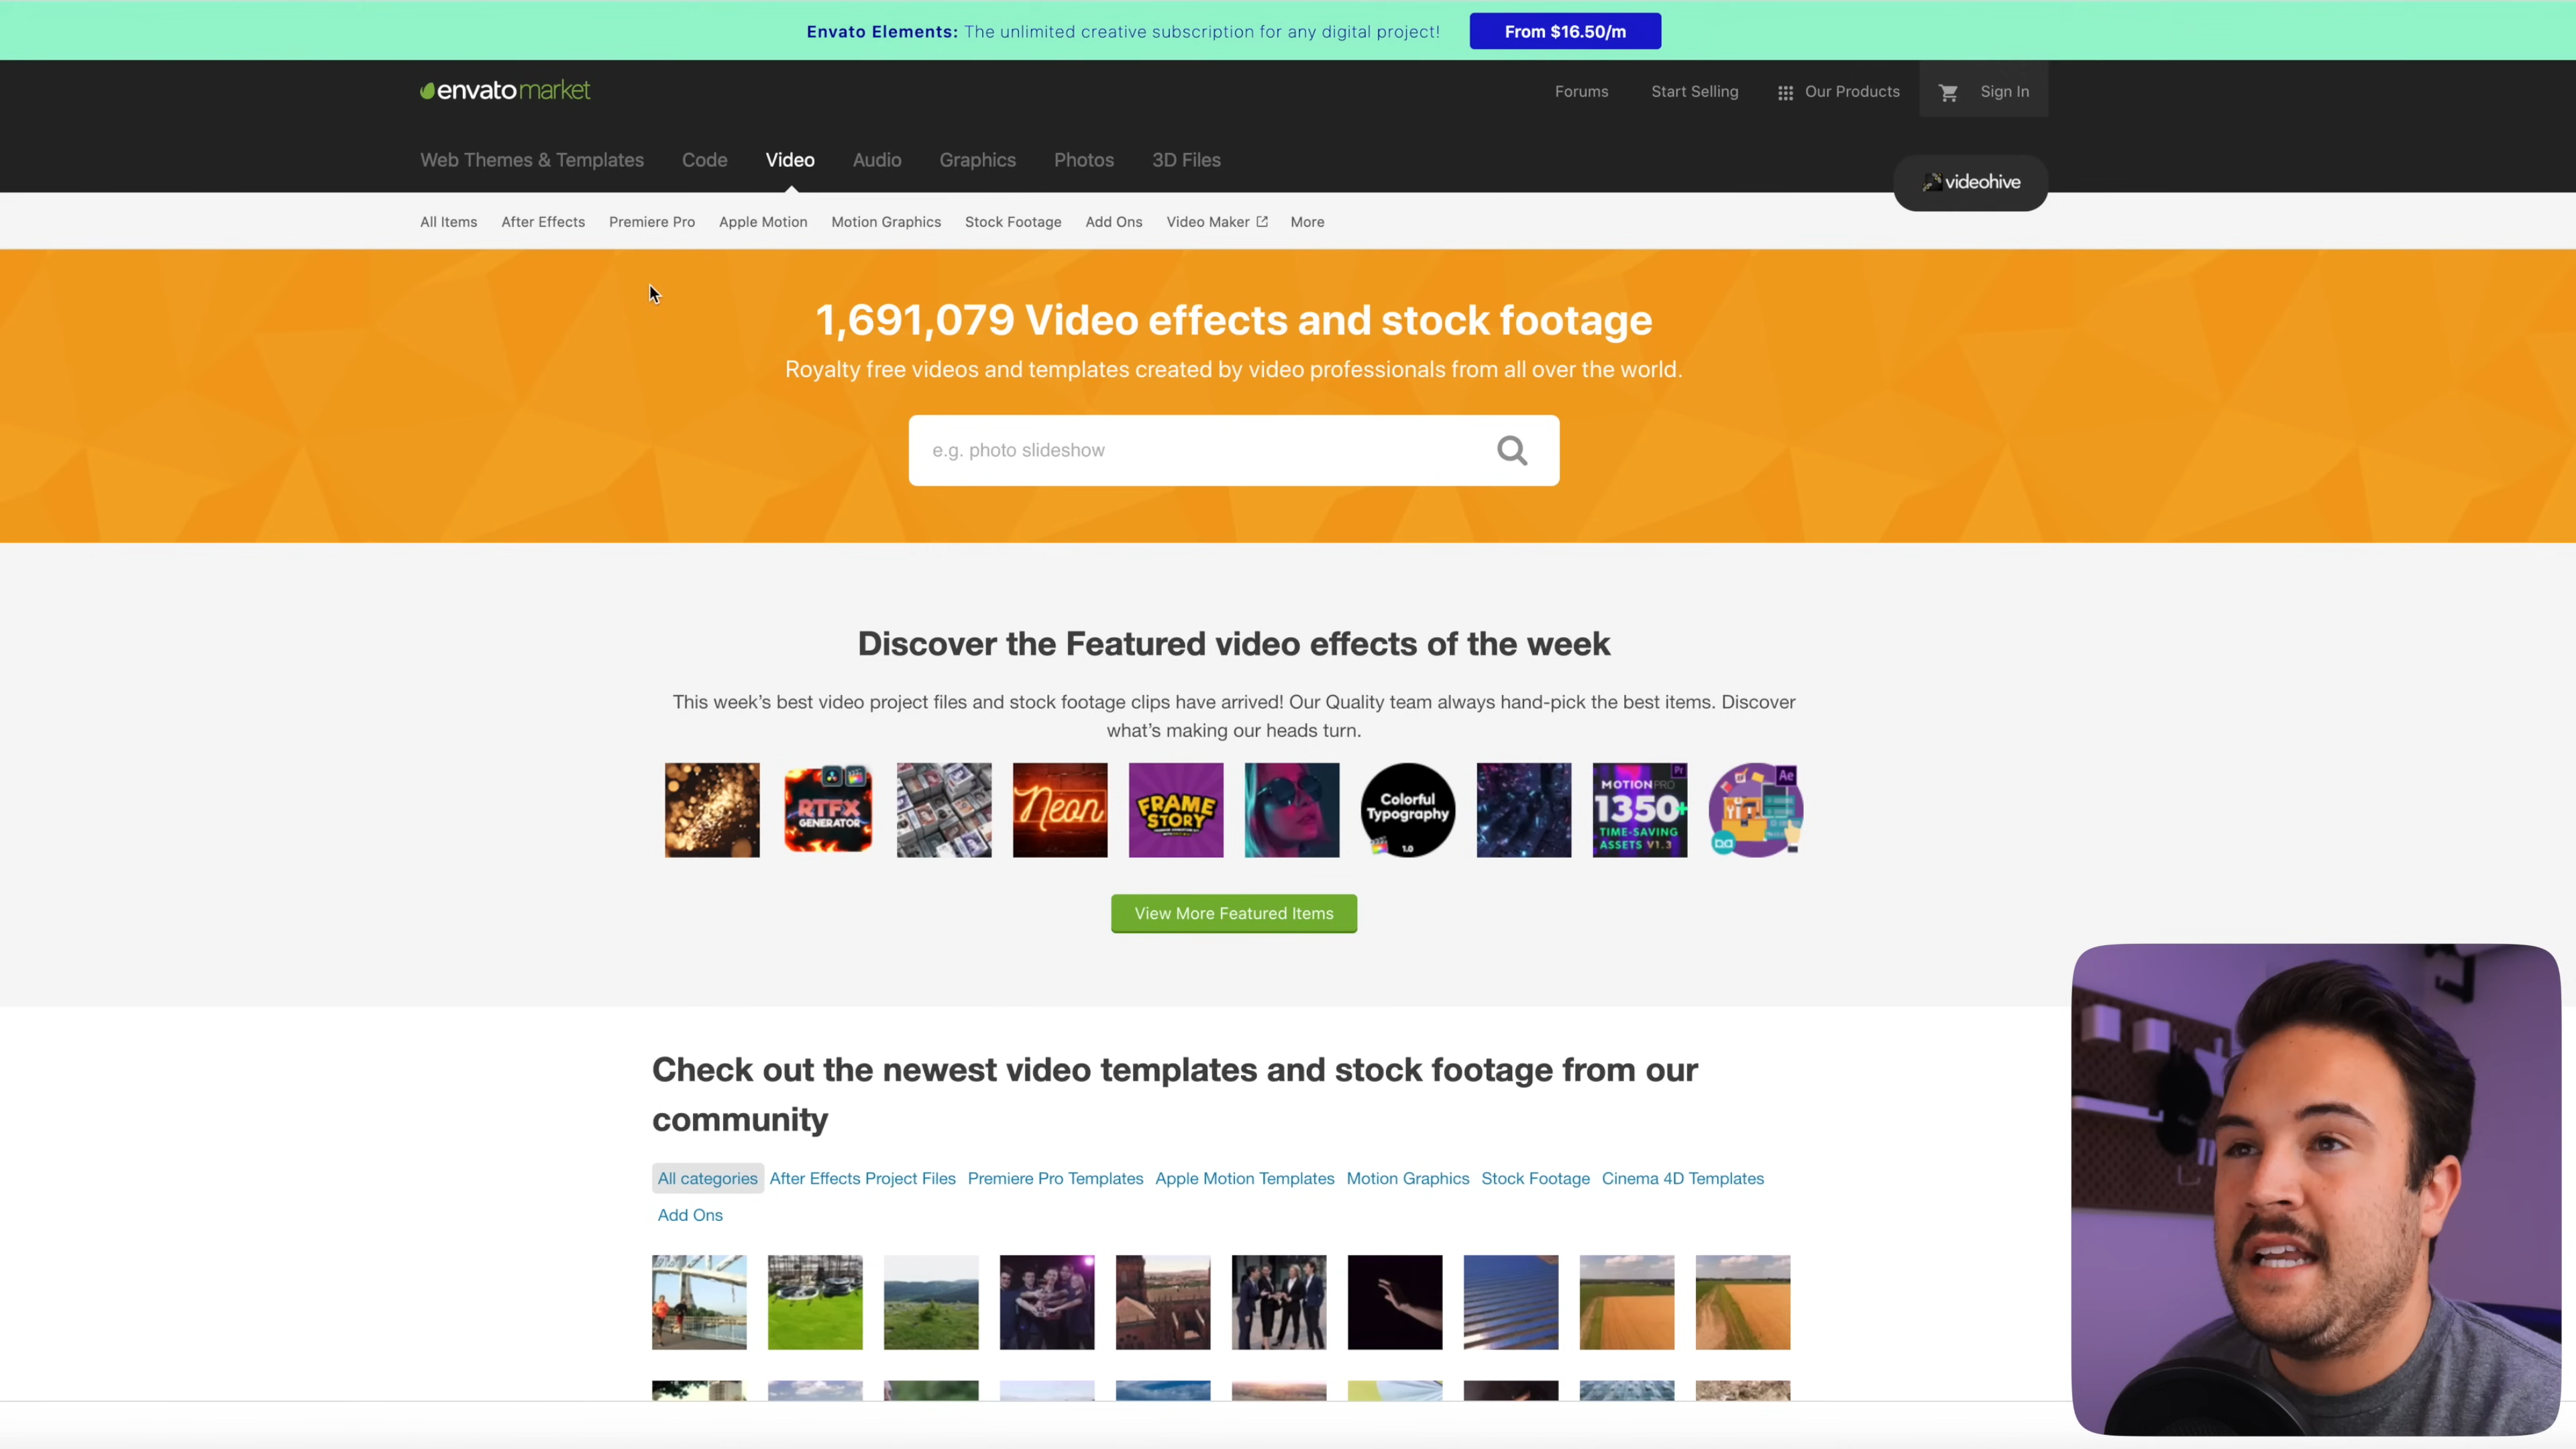 Envato Elements: The unlimited creative subscription for any digital project!
From $16.50/m
envatomarket
Forums
Start Selling
Our Products
Sign In
Web Themes & Templates
Code
Video
Audio
Graphics
Photos
3D Files
videohive
All Items
After Effects
Premiere Pro
Apple Motion
Motion Graphics
Stock Footage
Add Ons
Video Maker
More
1,691,079 Video effects and stock footage
Royalty free videos and templates created by video professionals from all over the world.
e.g. photo slideshow
Discover the Featured video effects of the week
This week's best video project files and stock footage clips have arrived! Our Quality team always hand-pick the best items. Discover
what's making our heads turn.
RTFX
GENERATOR
Neon
FRAME
STORY
Colorful
Typography
1.0
Pr
MOTION PRO
1350+
TIME-SAVING
ASSETS V1.3
Ae
View More Featured Items
Check out the newest video templates and stock footage from our
community
All categories
After Effects Project Files
Premiere Pro Templates
Apple Motion Templates
Motion Graphics
Stock Footage
Cinema 4D Templates
Add Ons